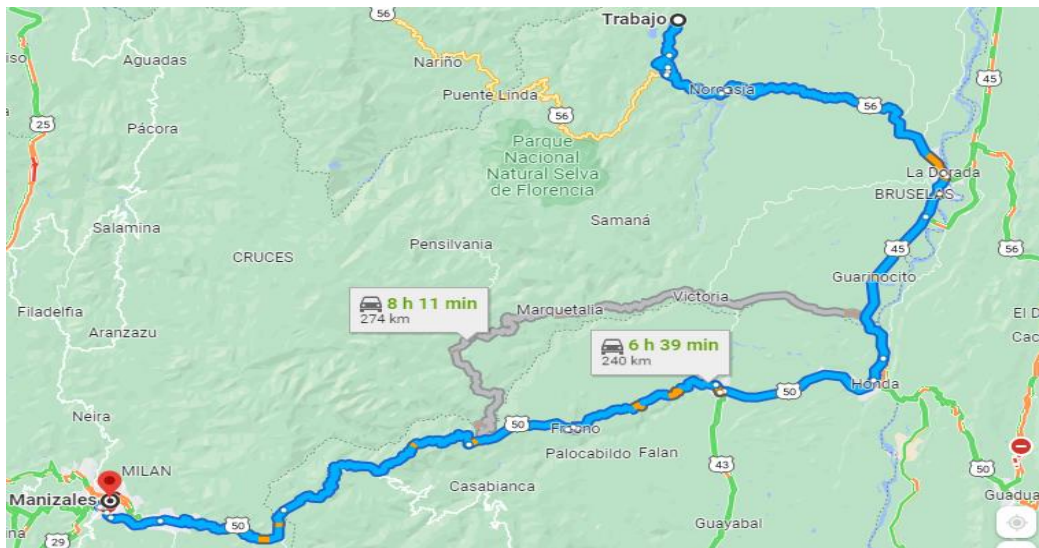 56
Trabajo
iso
Aguadas
Nariño
45
Puente Linda
Norcasia
56
56
25
Pácora
Parque
Nacional
Natural Selva
de Florencia
La Dorada
BRUSELAS
Salamina
Samaná
Pensilvania
45
56
CRUCES
Guarinocito
Filadelfia
8 h 11 min
274 km
Marquetalia
Victoria
Aranzazu
El D
6 h 39 min
240 km
Cac
Honda
50
Neira
50
Fresno
MILAN
Palocabildo
Falan
43
50
Manizales
Casabianca
Guadua
50
Guayabal
29
ina